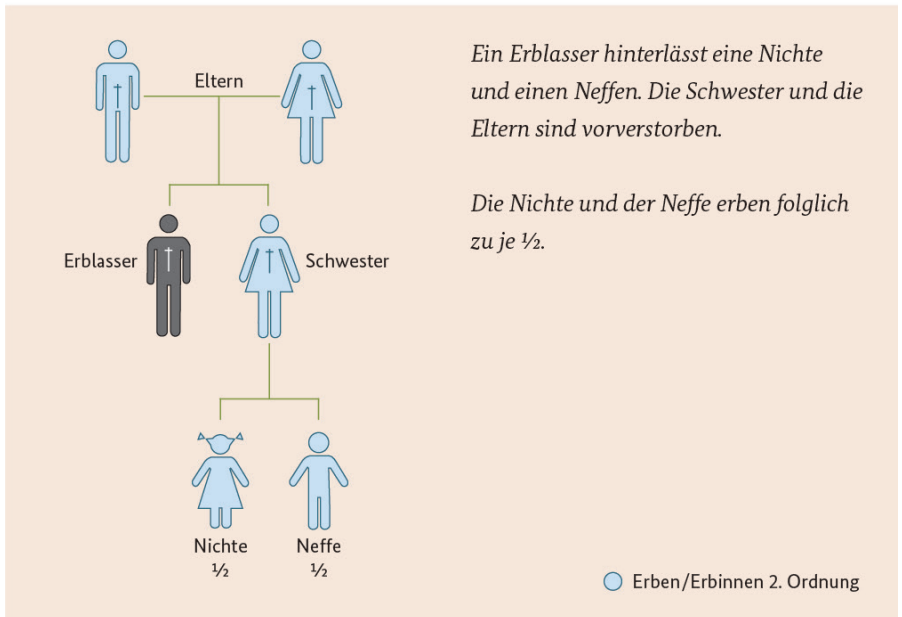 Eltern
Erblasser
Schwester
Nichte
½
Neffe
½
Ein Erblasser hinterlässt eine Nichte
und einen Neffen. Die Schwester und die
Eltern sind vorverstorben.
Die Nichte und der Neffe erben folglich
zu je ½.
Erben/Erbinnen 2. Ordnung